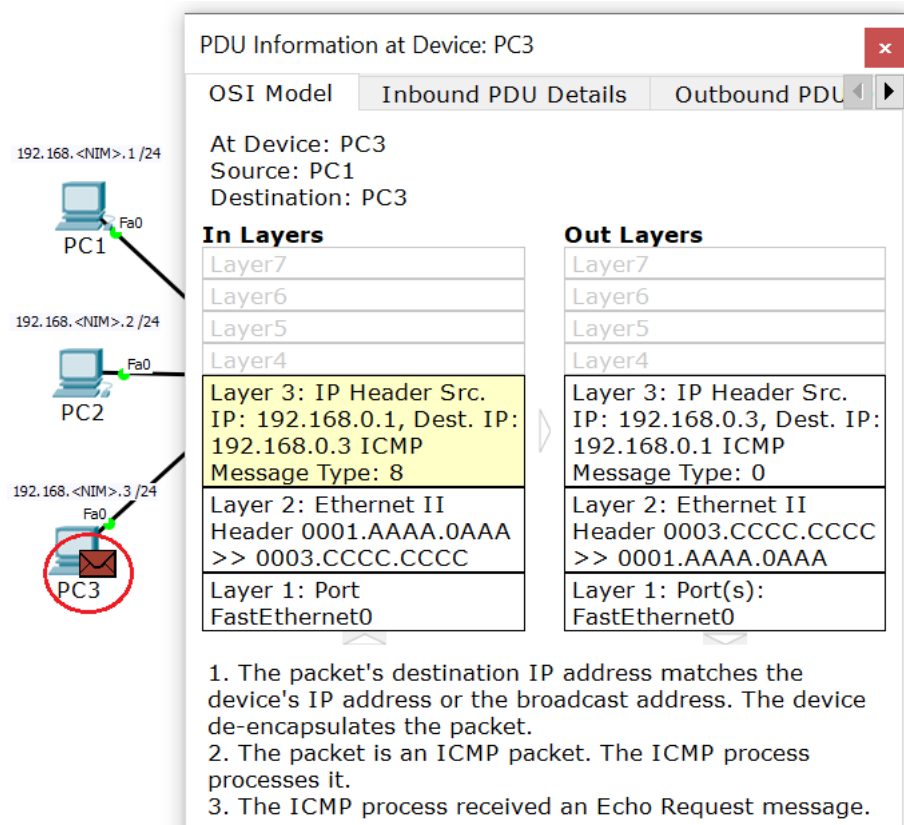 PDU Information at Device: PC3
x
OSI Model
Inbound PDU Details
Outbound PDU
At Device: PC3
Source: PC1
Destination: PC3
192.168.<NIM>.1 /24
Fa0
PC1
192.168.<NIM>.2 /24
Fa0
PC2
192.168.<NIM>.3 /24
Fa0
PC3
In Layers
Layer7
Layer6
Layer5
Layer4
Layer 3: IP Header Src.
IP: 192.168.0.1, Dest. IP:
192.168.0.3 ICMP
Message Type: 8
Layer 2: Ethernet II
Header 0001.AAAA.0AAA
>> 0003.CCCC.CCCC
Layer 1: Port
FastEthernet0
Out Layers
Layer7
Layer6
Layer5
Layer4
Layer 3: IP Header Src.
IP: 192.168.0.3, Dest. IP:
192.168.0.1 ICMP
Message Type: 0
Layer 2: Ethernet II
Header 0003.CCCC.CCCC
>> 0001.AAAA.0AAA
Layer 1: Port(s):
FastEthernet0
1. The packet's destination IP address matches the
device's IP address or the broadcast address. The device
de-encapsulates the packet.
2. The packet is an ICMP packet. The ICMP process
processes it.
3. The ICMP process received an Echo Request message.